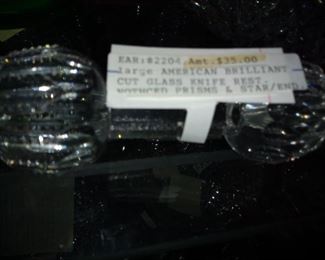 EAR:#2204 Amt.$35.00
large AMERICAN BRILLIANT
CUT GLASS KNIFE REST.
NOTCHED PRISMS & STAR/END.